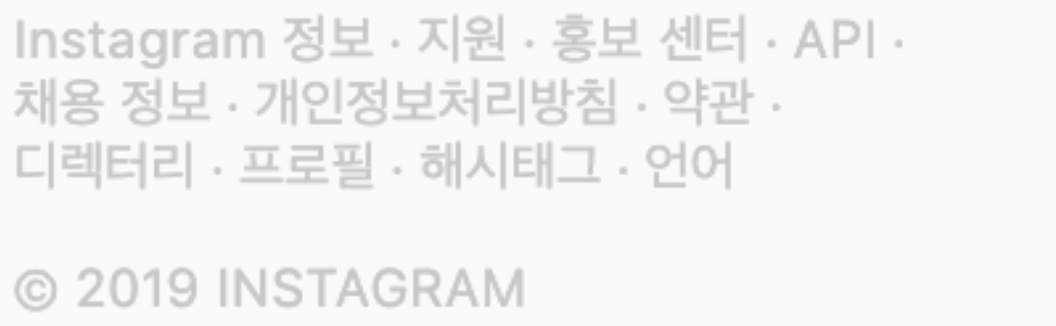 Instagram 정보 · 지원 · 홍보 센터 · API ·
채용 정보 · 개인정보처리방침 · 약관 ·
디렉터리 · 프로필 · 해시태그 · 언어
© 2019 INSTAGRAM